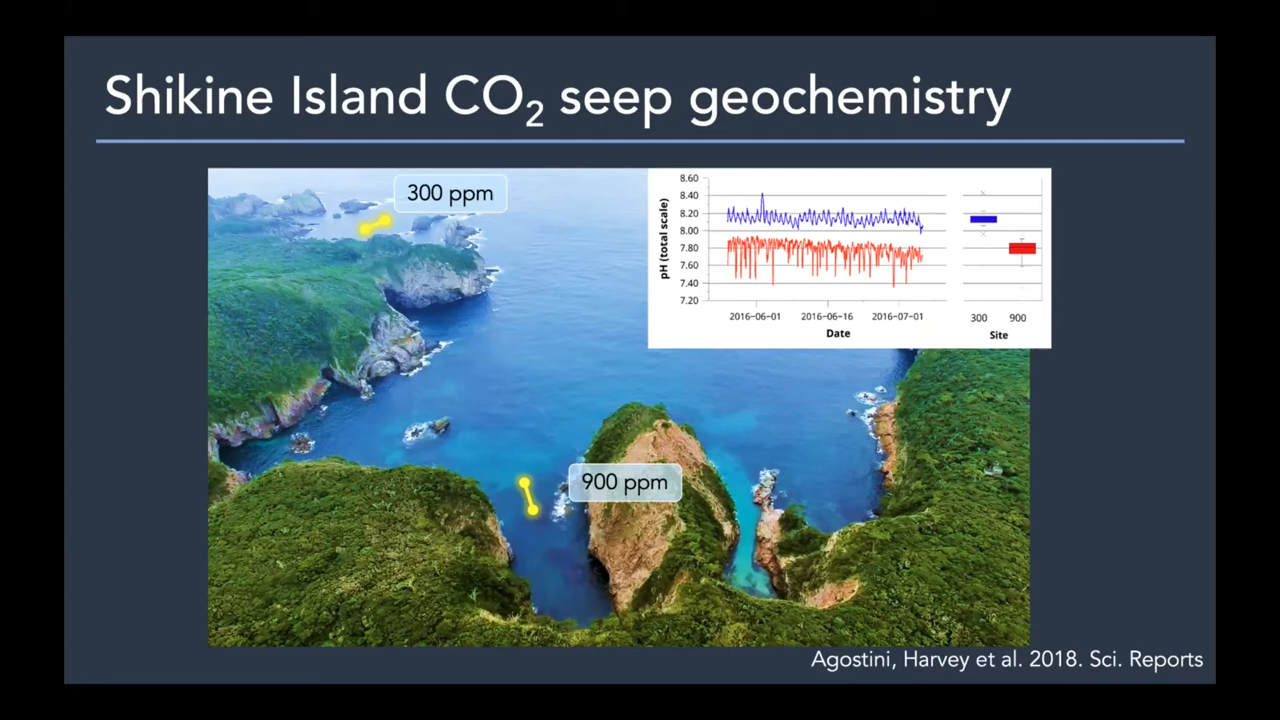 Shikine Island CO₂ seep geochemistry
300 ppm
8.60
8.40
8.20
8.00
7.80
7.60
7.40
7.20
pH (total scale)
2016-06-01 2016-06-16 2016-07-01
Date
300 900
Site
900 ppm
Agostini, Harvey et al. 2018. Sci. Reports